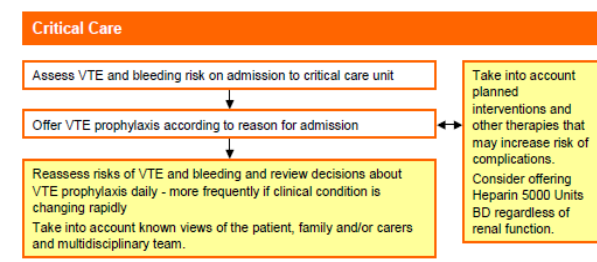 Critical Care
Assess VTE and bleeding risk on admission to critical care unit
Offer VTE prophylaxis according to reason for admission
Reassess risks of VTE and bleeding and review decisions about
VTE prophylaxis daily - more frequently if clinical condition is
changing rapidly
Take into account known views of the patient, family and/or carers
and multidisciplinary team.
Take into account
planned
interventions and
other therapies that
may increase risk of
complications.
Consider offering
Heparin 5000 Units
BD regardless of
renal function.